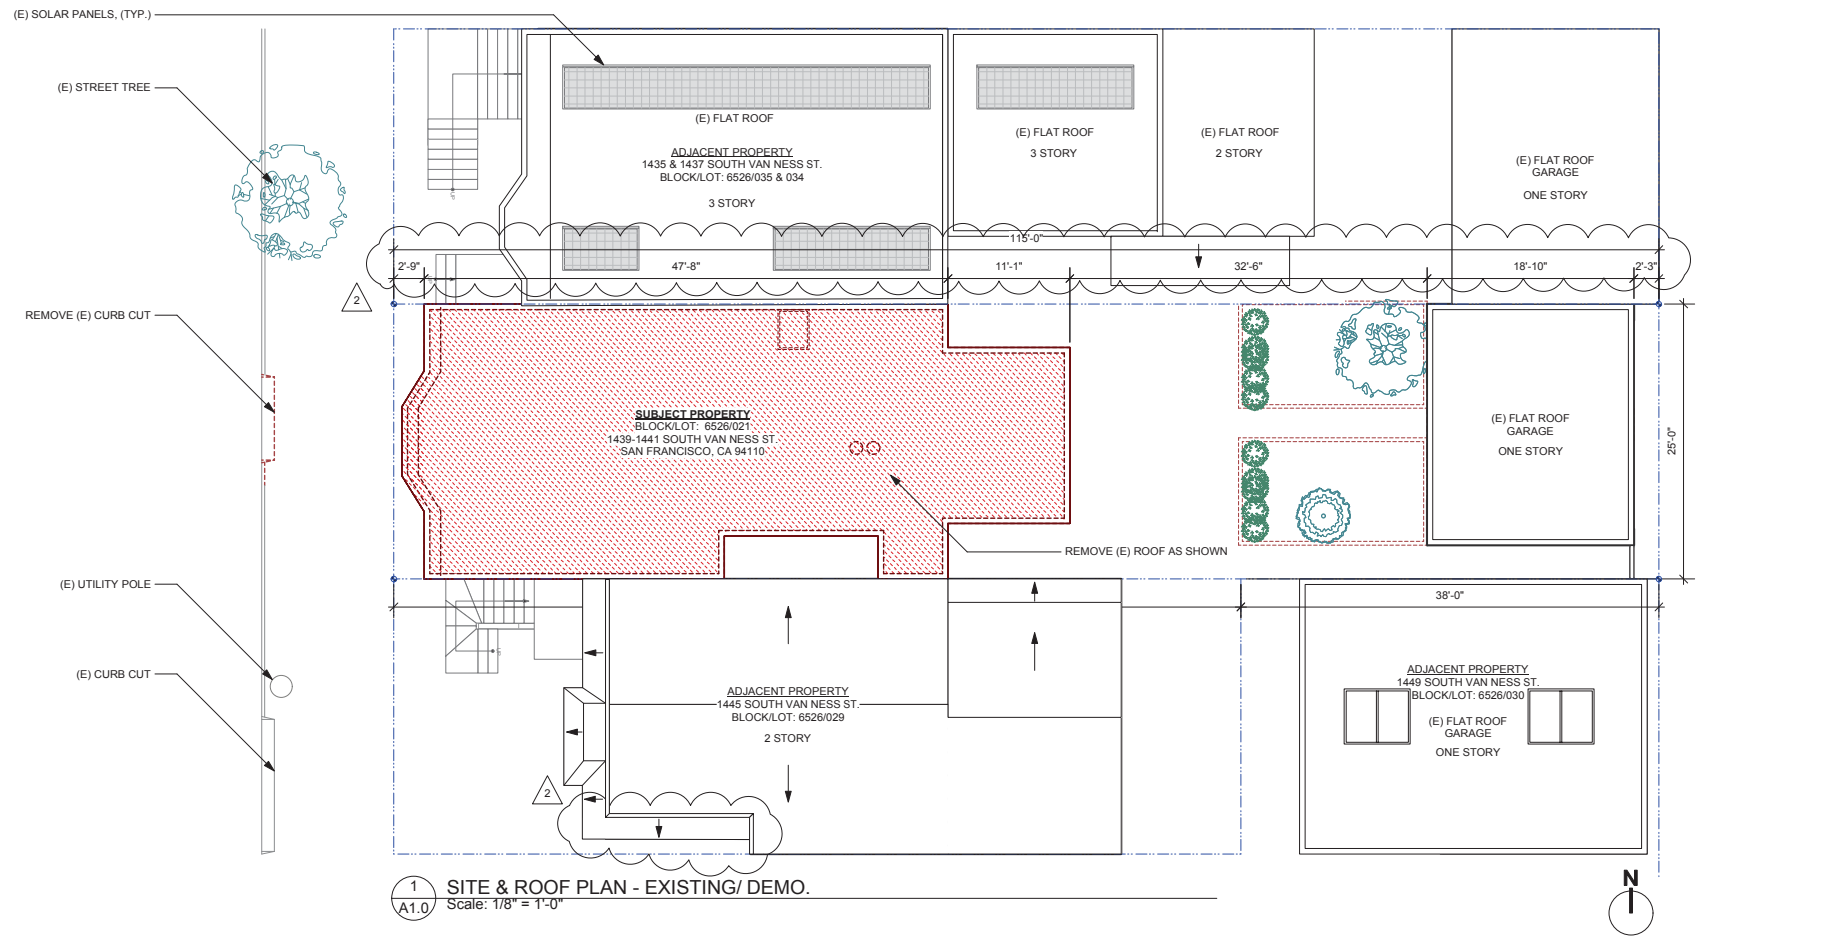 (E) SOLAR PANELS, (TYP.)
(E) STREET TREE
(E) FLAT ROOF
ADJACENT PROPERTY
1435 & 1437 SOUTH VAN NESS ST.
BLOCK/LOT: 6526/035 & 034
3 STORY
(E) FLAT ROOF
3 STORY
(E) FLAT ROOF
2 STORY
(E) FLAT ROOF
GARAGE
ONE STORY
UP
115'-0"
2'-9"
47'-8"
11'-1"
32'-6"
18'-10"
2'-3"
2
REMOVE (E) CURB CUT
SUBJECT PROPERTY
BLOCK/LOT: 6526/021
1439-1441 SOUTH VAN NESS ST.
SAN FRANCISCO, CA 94110
(E) FLAT ROOF
GARAGE
ONE STORY
25'-0"
REMOVE (E) ROOF AS SHOWN
(E) UTILITY POLE
38'-0"
UP
(E) CURB CUT
ADJACENT PROPERTY
1445 SOUTH VAN NESS ST.
BLOCK/LOT: 6526/029
2 STORY
ADJACENT PROPERTY
1449 SOUTH VAN NESS ST.
BLOCK/LOT: 6526/030
(E) FLAT ROOF
GARAGE
ONE STORY
2
1
A1.0
SITE & ROOF PLAN - EXISTING/ DEMO.
Scale: 1/8" = 1'-0"
N